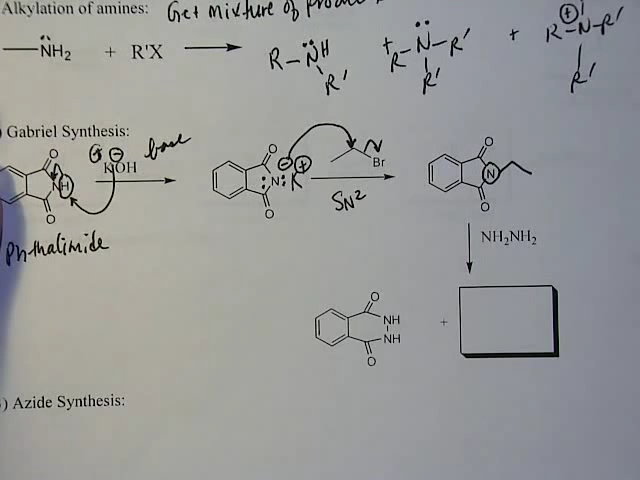 Alkylation of amines: Get mixture of
NH₂ + R'X → R-N̈H R' + R-N̈-R' R' + R-N-R' R'
) Gabriel Synthesis:
base
KOH
O NH O
O N: K O
Br
SN2
O N O
Phthalimide
NH₂NH₂
O NH NH O +
) Azide Synthesis: